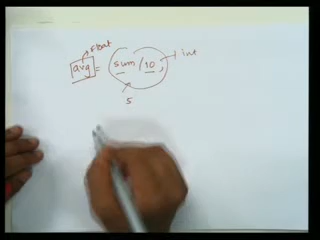 float
avg = sum / 10; int
5